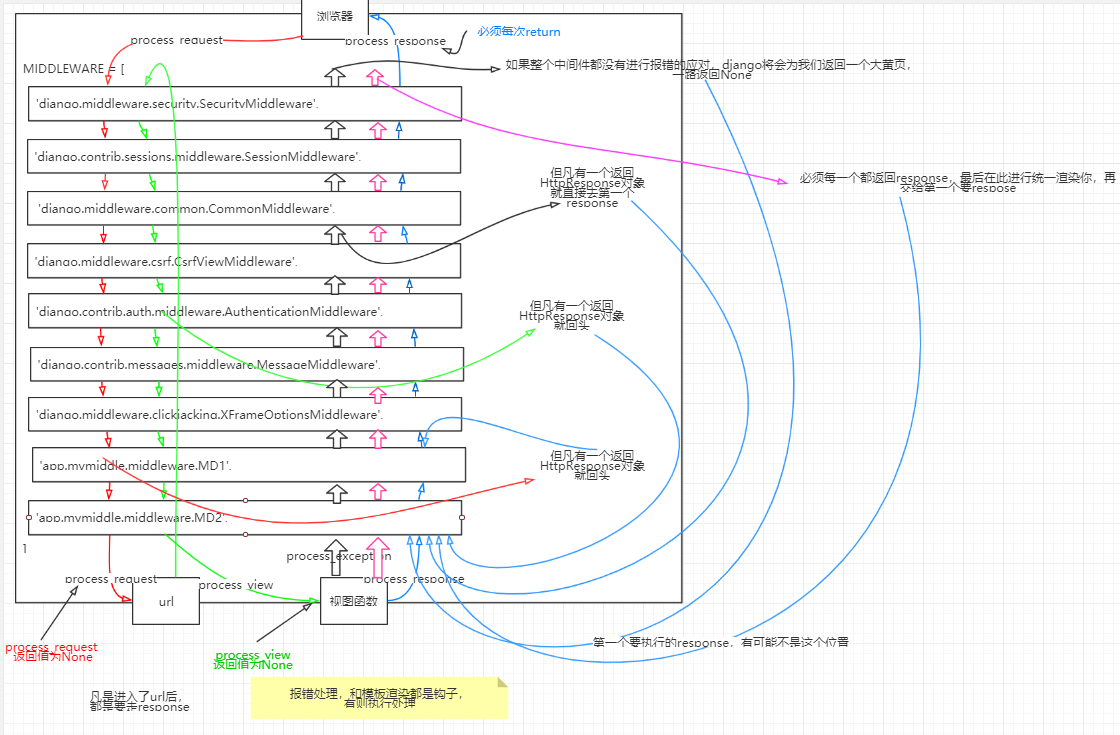 浏览器
process_request
process_response
必须每次return
MIDDLEWARE = [
如果整个中间件都没有进行报错的应对,django将会为我们返回一个大黄页,
一路返回None
'django.middleware.security.SecurityMiddleware',
'django.contrib.sessions.middleware.SessionMiddleware',
但凡有一个返回
HttpResponse对象
就直接去第一个
response
必须每一个都返回response,最后在此进行统一渲染你,再
交给第一个要respose
'django.middleware.common.CommonMiddleware',
'django.middleware.csrf.CsrfViewMiddleware',
'django.contrib.auth.middleware.AuthenticationMiddleware',
但凡有一个返回
HttpResponse对象
就回头
'django.contrib.messages.middleware.MessageMiddleware',
'django.middleware.clickjacking.XFrameOptionsMiddleware',
'app.mymiddle.middleware.MD1',
但凡有一个返回
HttpResponse对象
就回头
'app.mymiddle.middleware.MD2',
]
process_exception
process_request
process_view
process_response
url
视图函数
process_request
返回值为None
process_view
返回值为None
第一个要执行的response,有可能不是这个位置
凡是进入了url后,
都是要走response
报错处理,和模板渲染都是钩子,
有则执行处理